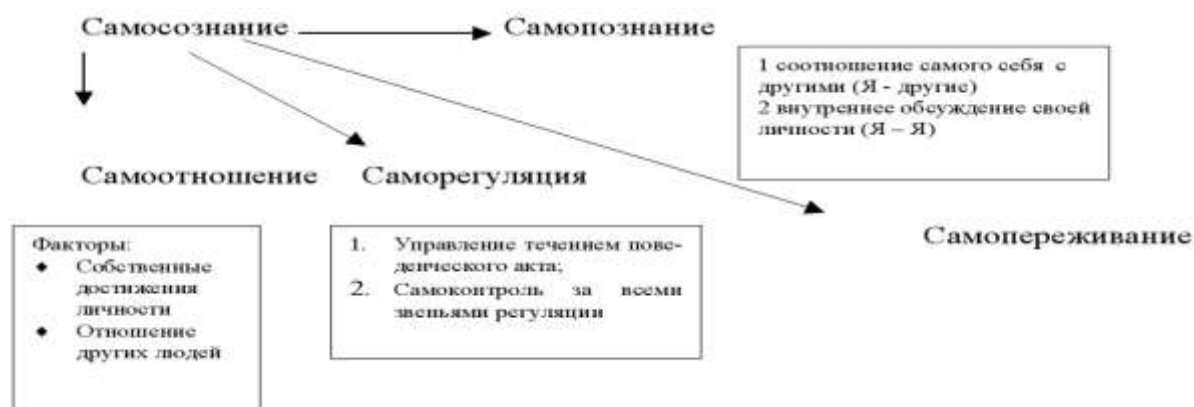 Самосознание Самопознание
1 соотношение самого себя с
другими (Я - другие)
2 внутреннее обсуждение своей
личности (Я – Я)
Самоотношение Саморегуляция
Самопереживание
Факторы:
◆ Собственные
достижения
личности
◆ Отношение
других людей
1. Управление течением пове-
денческого акта;
2. Самоконтроль за всеми
звеньями регуляции